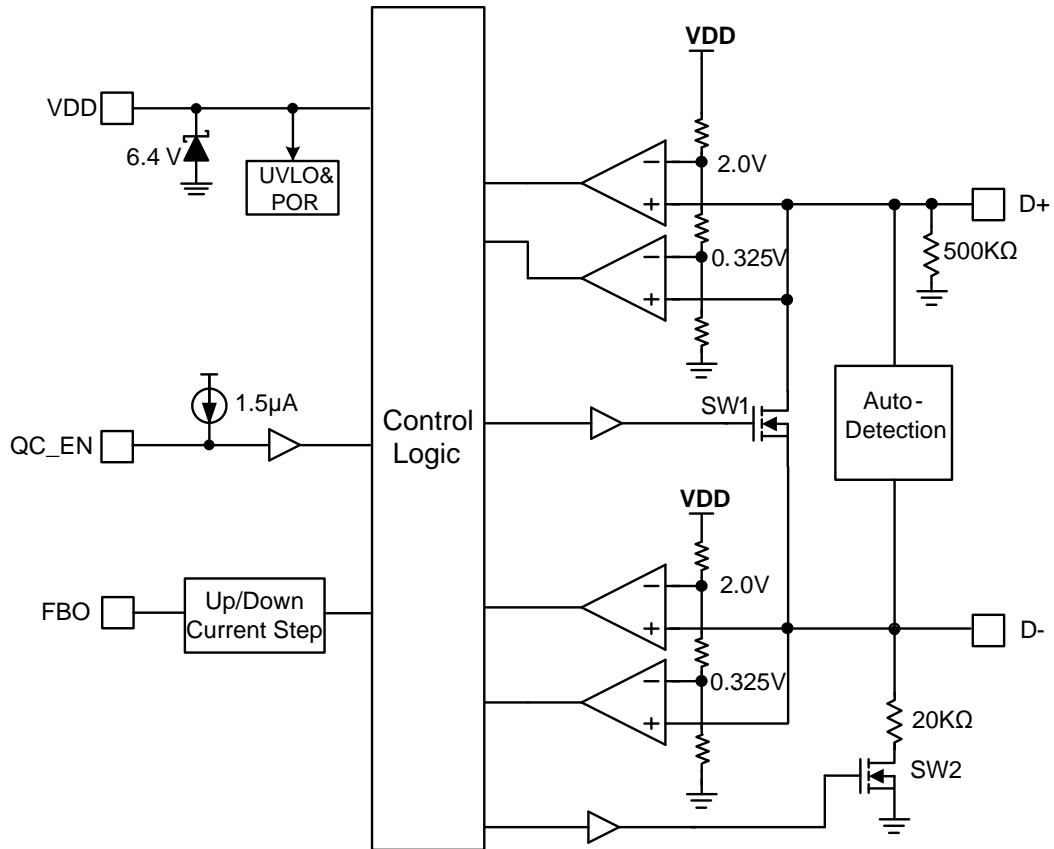 VDD
VDD
6.4 V
UVLO&
POR
2.0V
D+
0.325V
500KΩ
1.5µA
QC_EN
Control
Logic
SW1
Auto-
Detection
VDD
FBO
Up/Down
Current Step
2.0V
D-
0.325V
20KΩ
SW2